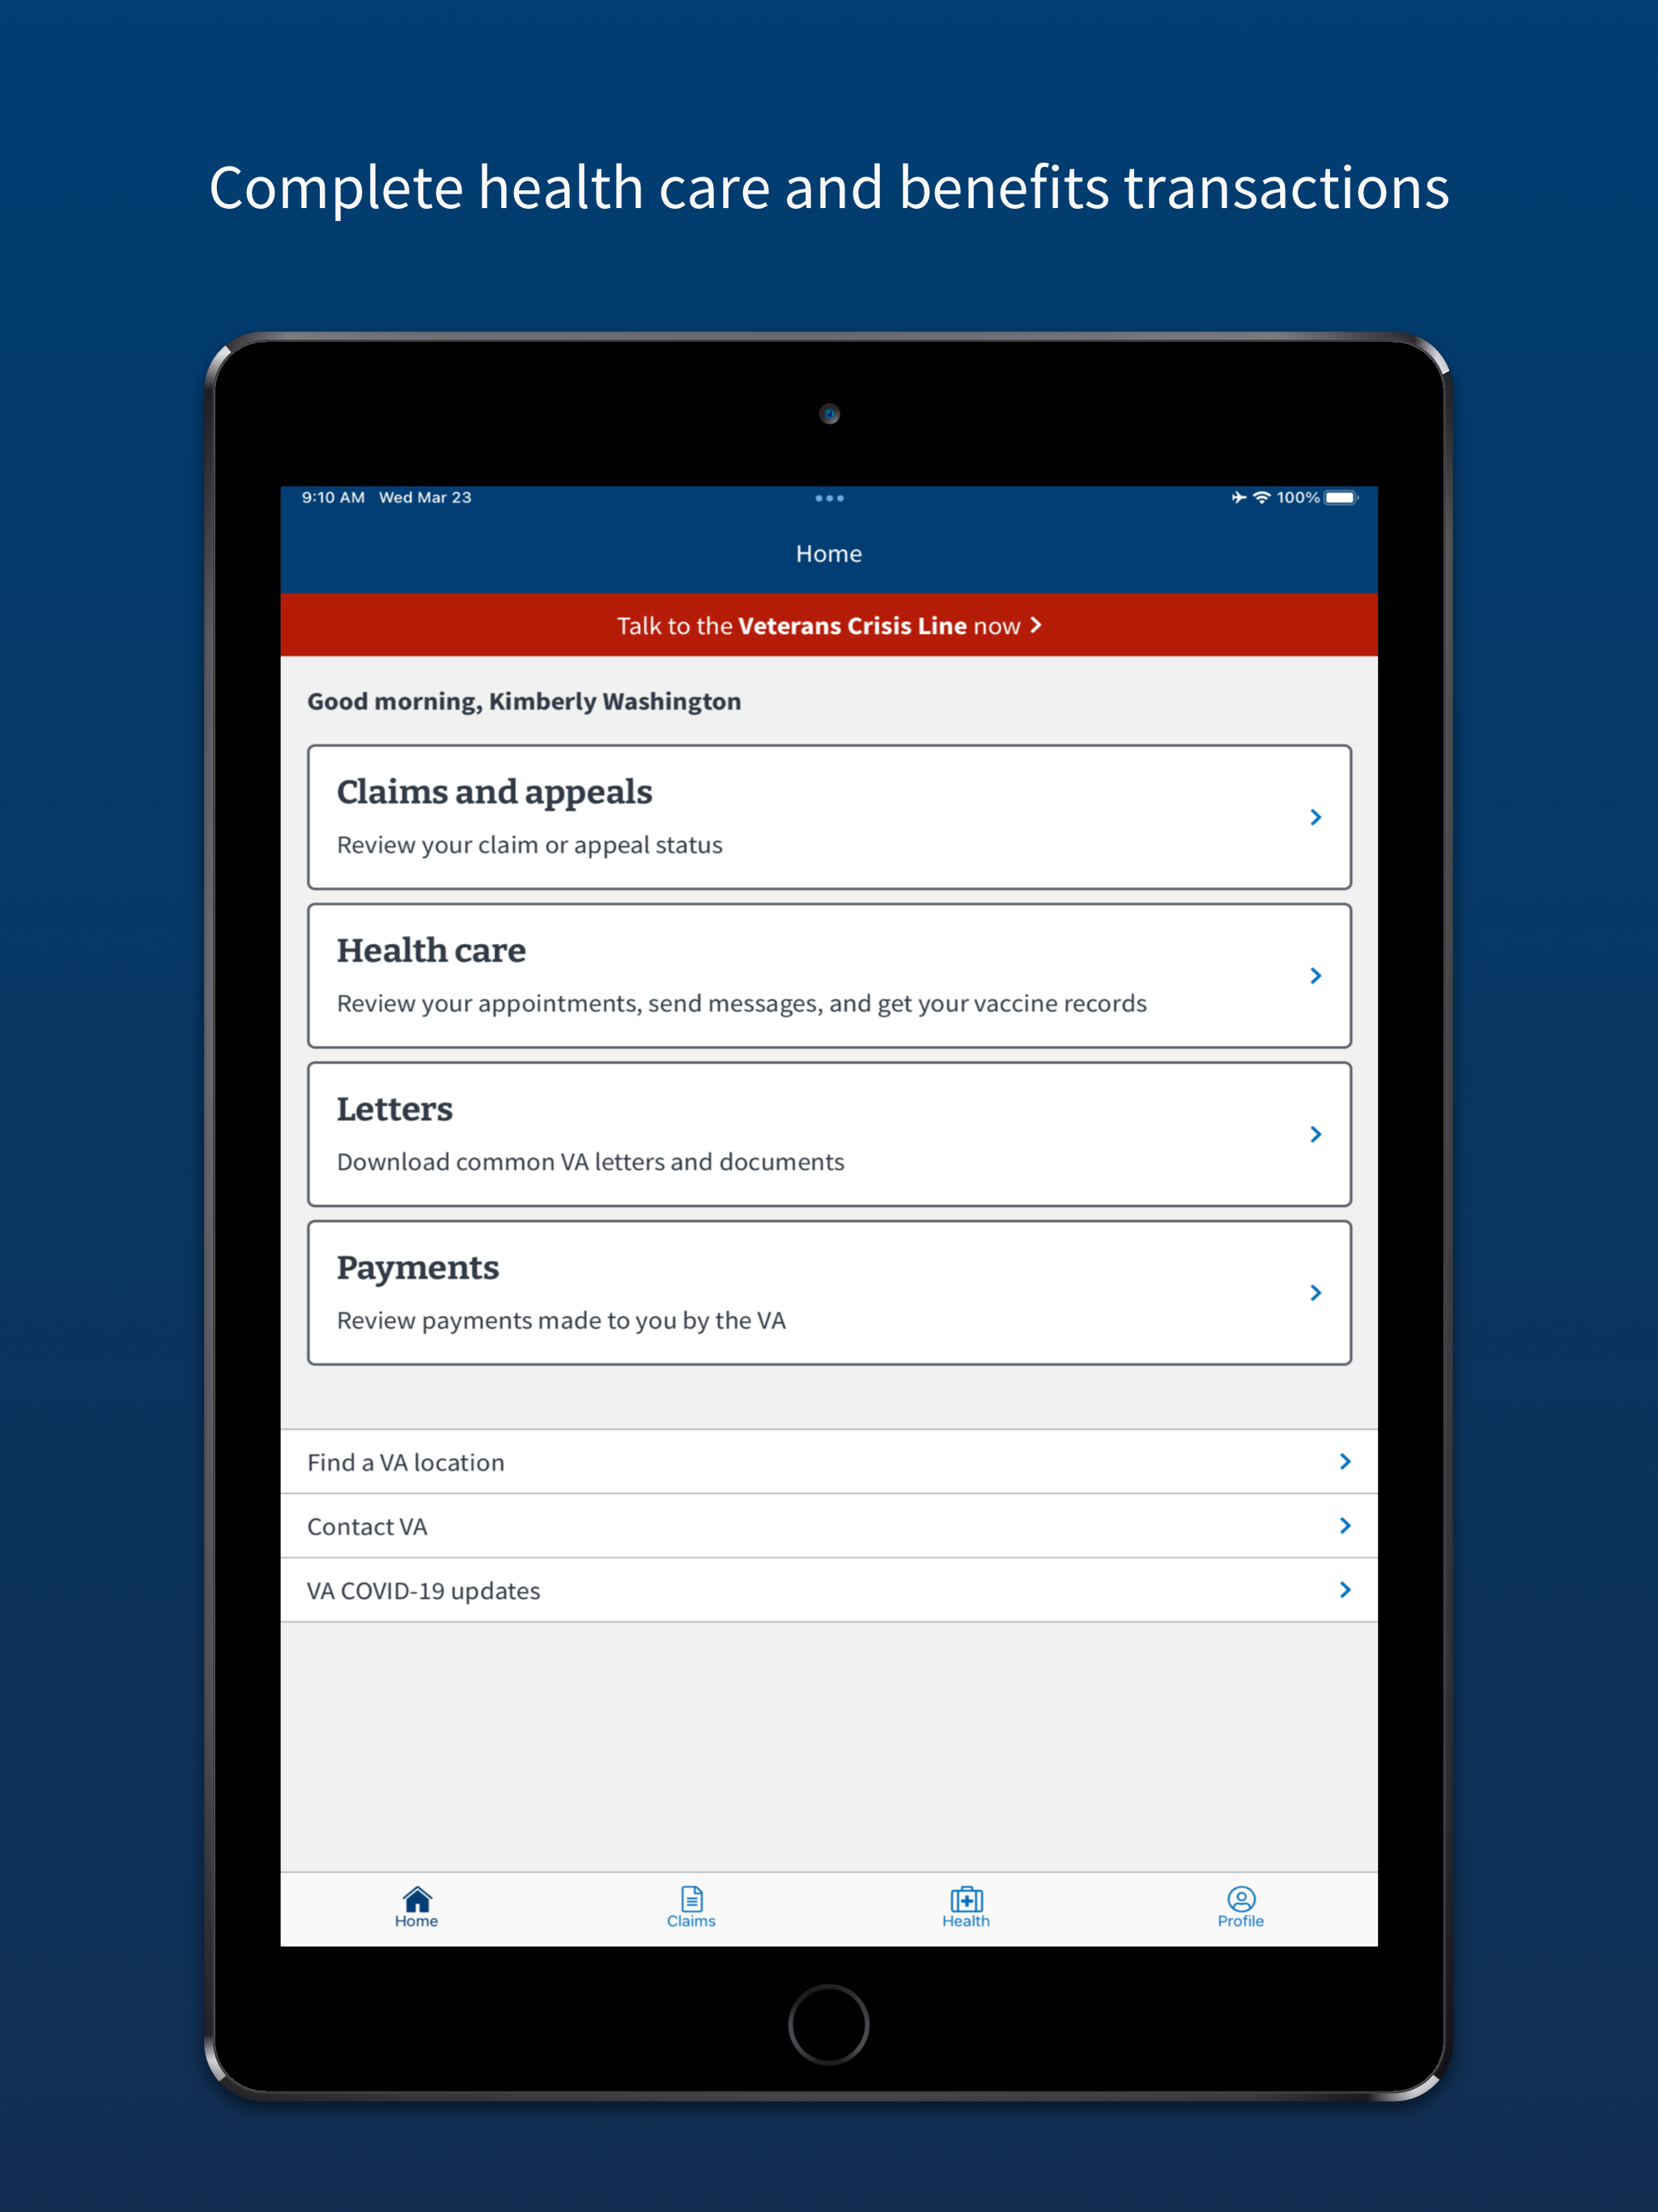 Complete health care and benefits transactions
9:10 AM Wed Mar 23
100%
Home
Talk to the Veterans Crisis Line now
Good morning, Kimberly Washington
Claims and appeals
Review your claim or appeal status
Health care
Review your appointments, send messages, and get your vaccine records
Letters
Download common VA letters and documents
Payments
Review payments made to you by the VA
Find a VA location
Contact VA
VA COVID-19 updates
Home Claims Health Profile